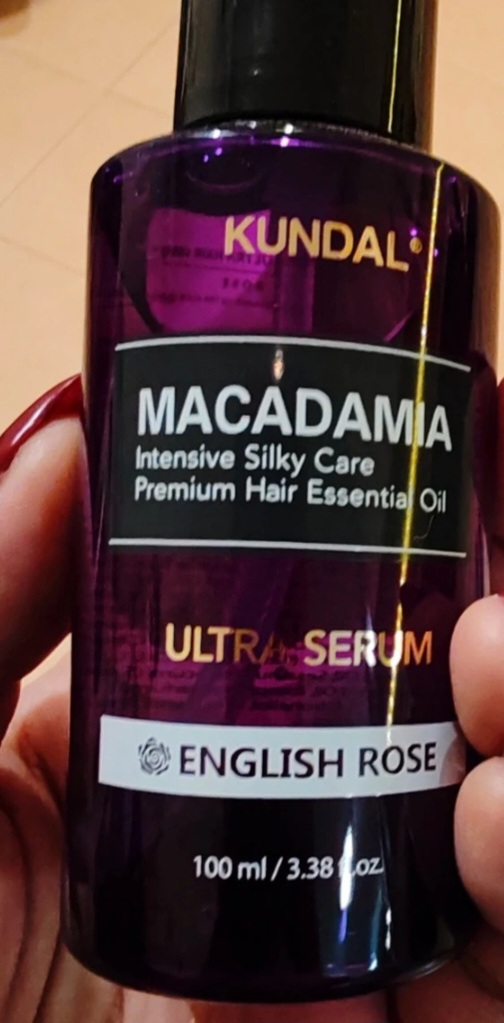 KUNDAL®
MACADAMIA
Intensive Silky Care
Premium Hair Essential Oil
ULTRA SERUM
ENGLISH ROSE
100 ml / 3.38 fl.oz.